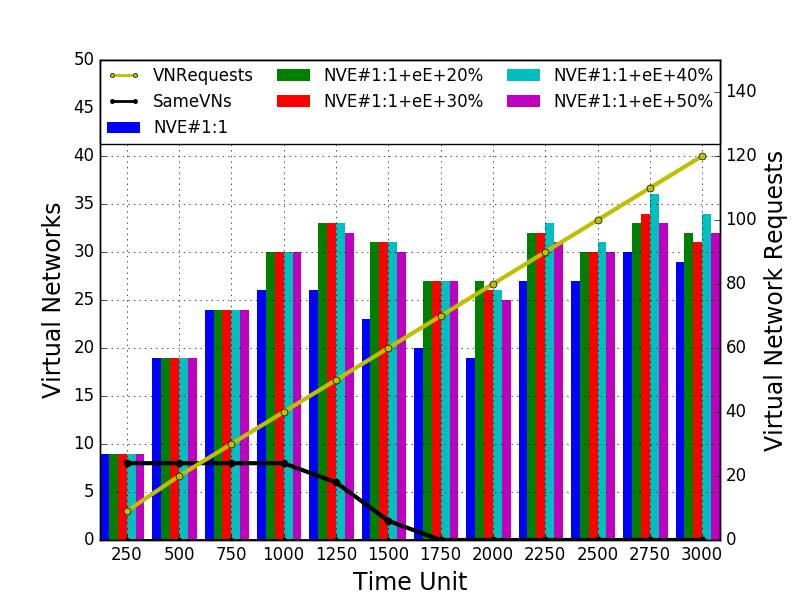 50
45
40
35
30
25
20
15
10
5
0
Virtual Networks
VNRequests
SameVNs
NVE#1:1
NVE#1:1+eE+20%
NVE#1:1+eE+30%
NVE#1:1+eE+40%
NVE#1:1+eE+50%
140
120
100
80
60
40
20
0
Virtual Network Requests
250 500 750 1000 1250 1500 1750 2000 2250 2500 2750 3000
Time Unit